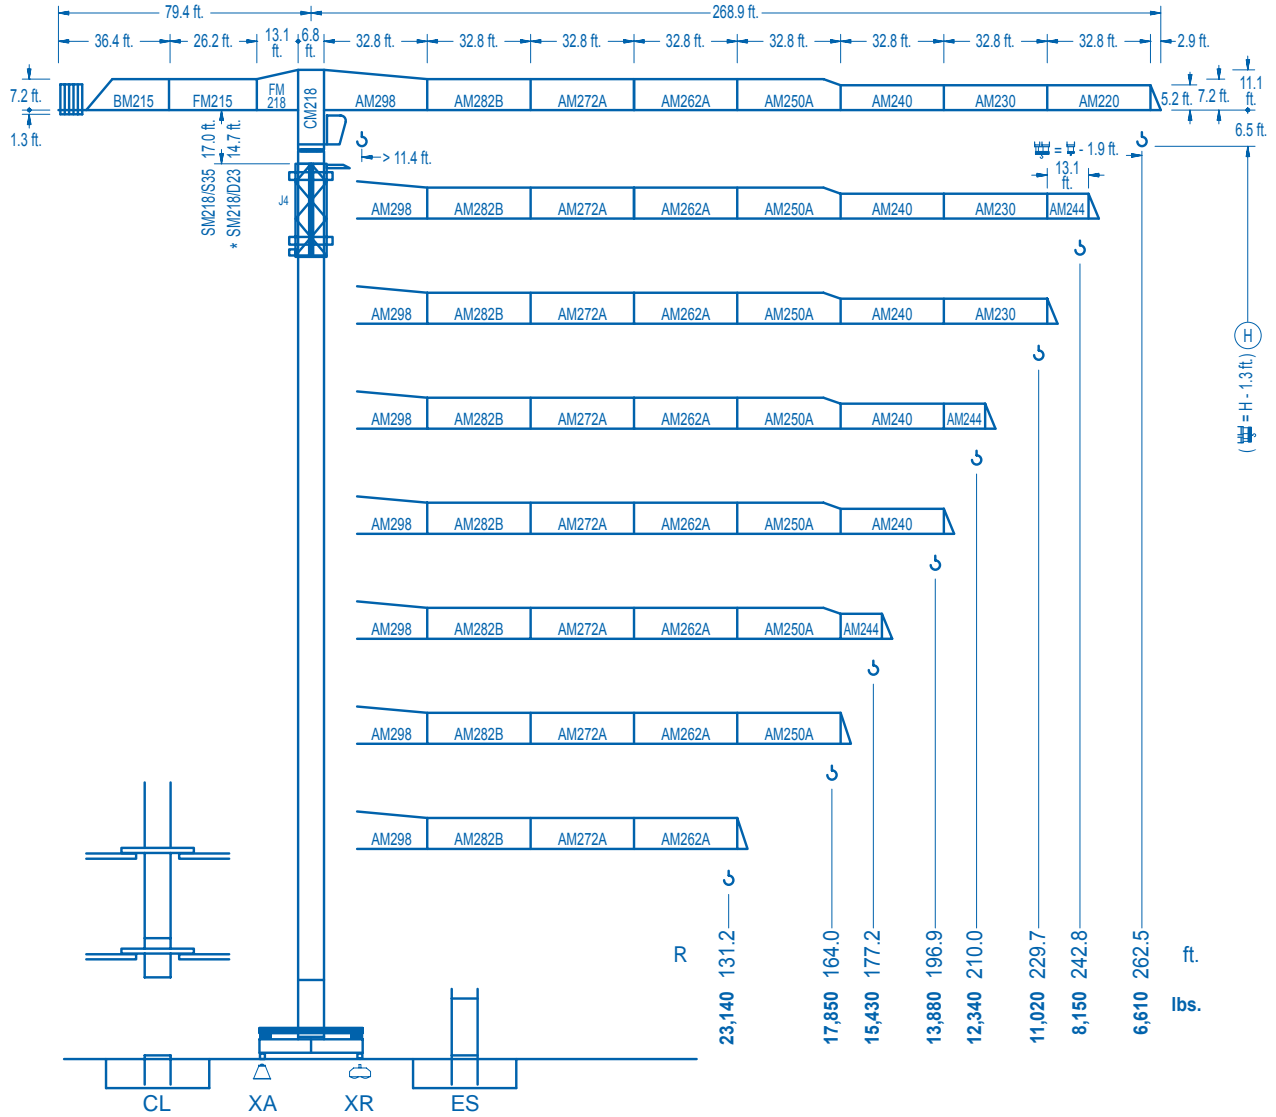 79.4 ft.
268.9 ft.
36.4 ft.
26.2 ft.
13.1 ft.
6.8 ft.
32.8 ft.
32.8 ft.
32.8 ft.
32.8 ft.
32.8 ft.
32.8 ft.
32.8 ft.
32.8 ft.
2.9 ft.
7.2 ft.
1.3 ft.
BM215
FM215
FM 218
CM218
AM298
AM282B
AM272A
AM262A
AM250A
AM240
AM230
AM220
5.2 ft.
7.2 ft.
11.1 ft.
6.5 ft.
> 11.4 ft.
= - 1.9 ft.
13.1 ft.
SM218/S35 17.0 ft.
* SM218/D23 14.7 ft.
J4
AM298
AM282B
AM272A
AM262A
AM250A
AM240
AM230
AM244
AM298
AM282B
AM272A
AM262A
AM250A
AM240
AM230
H
( = H - 1.3 ft.)
AM298
AM282B
AM272A
AM262A
AM250A
AM240
AM244
AM298
AM282B
AM272A
AM262A
AM250A
AM240
AM298
AM282B
AM272A
AM262A
AM250A
AM244
AM298
AM282B
AM272A
AM262A
AM250A
AM298
AM282B
AM272A
AM262A
R
131.2
164.0
177.2
196.9
210.0
229.7
242.8
262.5
ft.
23,140
17,850
15,430
13,880
12,340
11,020
8,150
6,610
lbs.
CL
XA
XR
ES